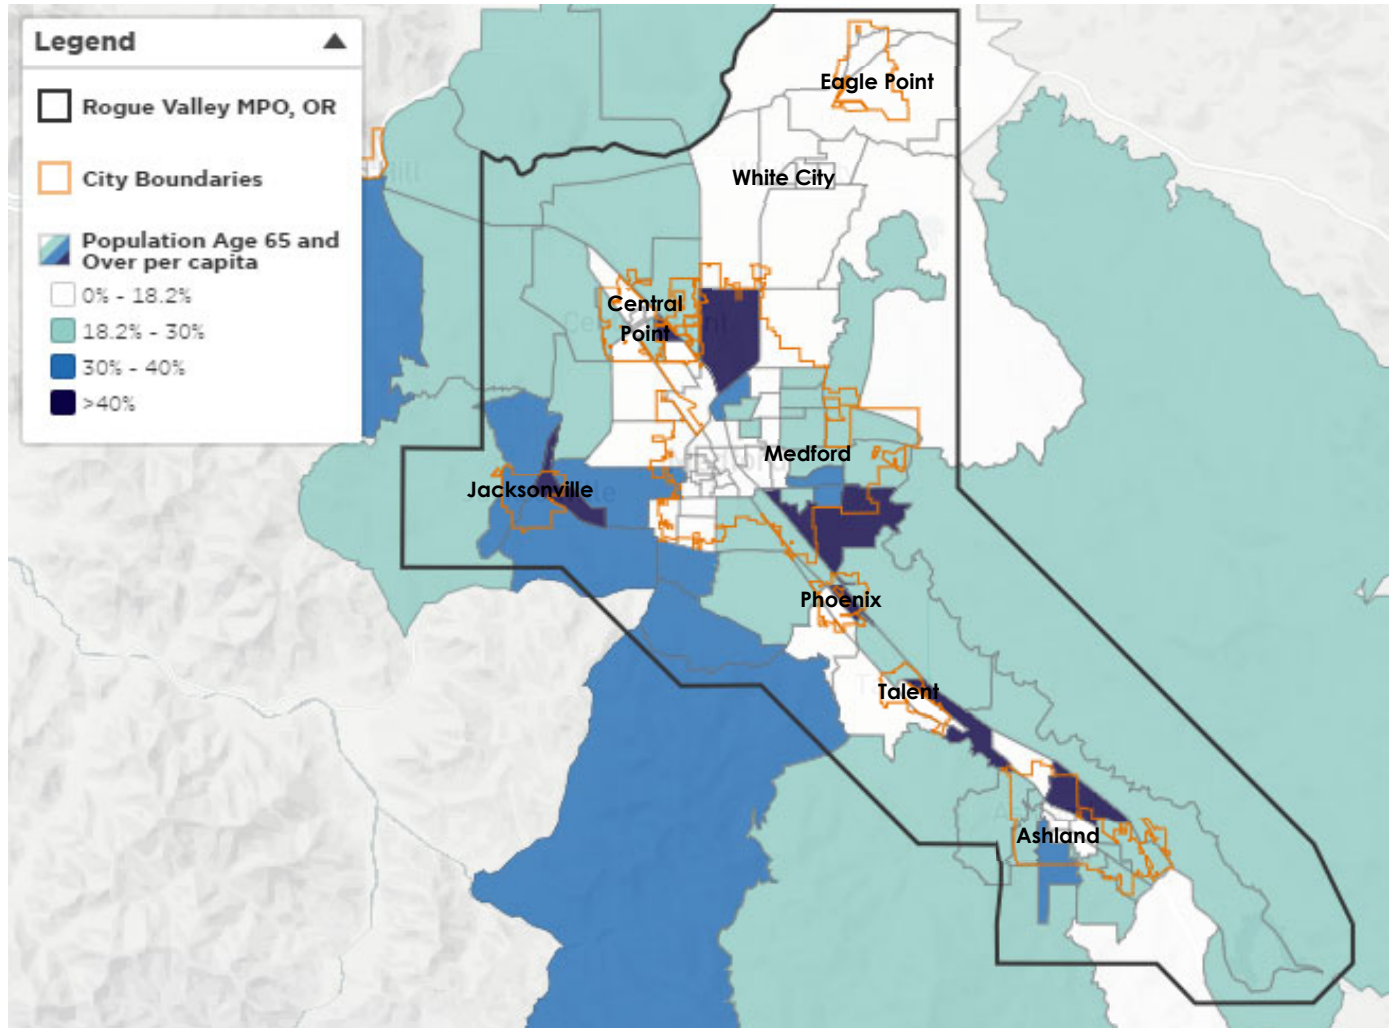 Legend
Rogue Valley MPO, OR
City Boundaries
Population Age 65 and
Over per capita
0% - 18.2%
18.2% - 30%
30% - 40%
>40%
Eagle Point
White City
Central
Point
Medford
Jacksonville
Phoenix
Talent
Ashland